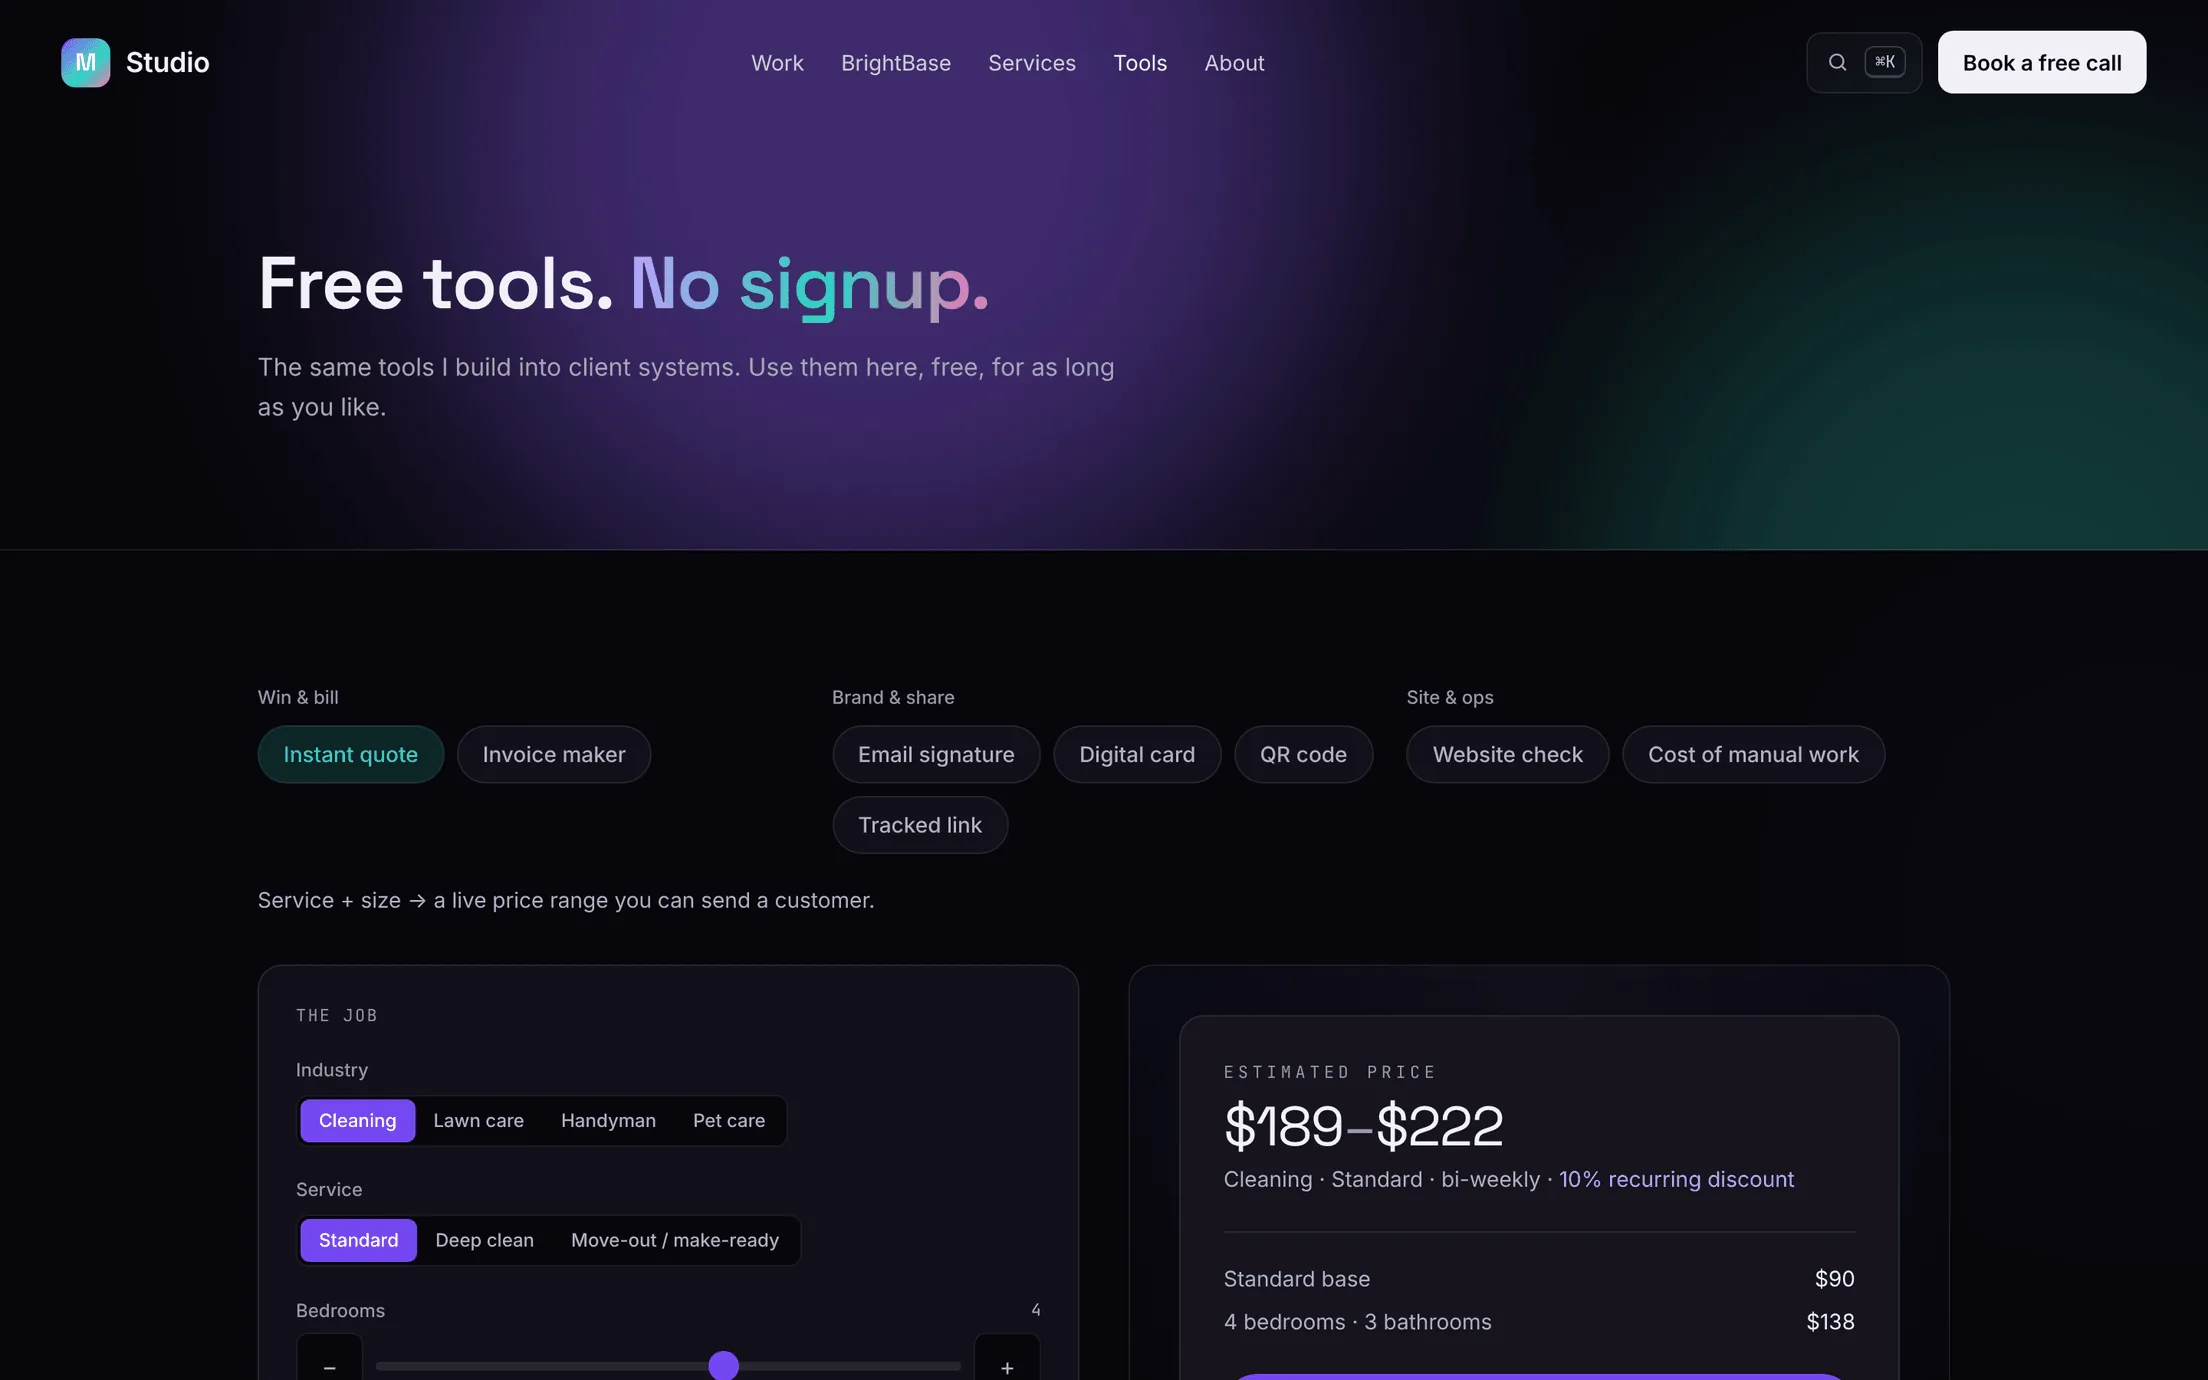 M Studio
Work BrightBase Services Tools About
⌘K
Book a free call
Free tools. No signup.
The same tools I build into client systems. Use them here, free, for as long
as you like.
Win & bill
Instant quote
Invoice maker
Brand & share
Email signature
Digital card
QR code
Tracked link
Site & ops
Website check
Cost of manual work
Service + size → a live price range you can send a customer.
THE JOB
Industry
Cleaning Lawn care Handyman Pet care
Service
Standard Deep clean Move-out / make-ready
Bedrooms 4
− +
ESTIMATED PRICE
$189–$222
Cleaning · Standard · bi-weekly · 10% recurring discount
Standard base $90
4 bedrooms · 3 bathrooms $138